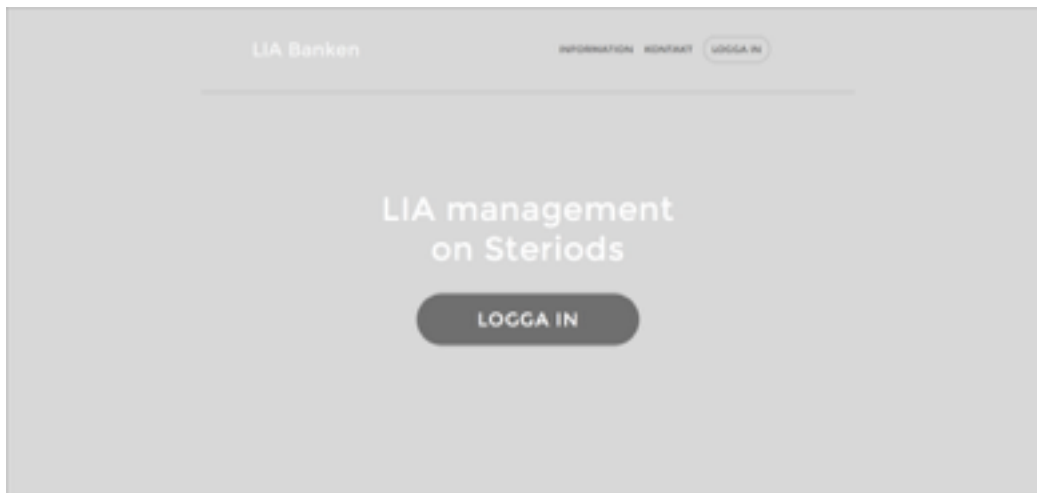 LIA Banken
INFORMATION KONTAKT LOGGA IN
LIA management
on Steriods
LOGGA IN